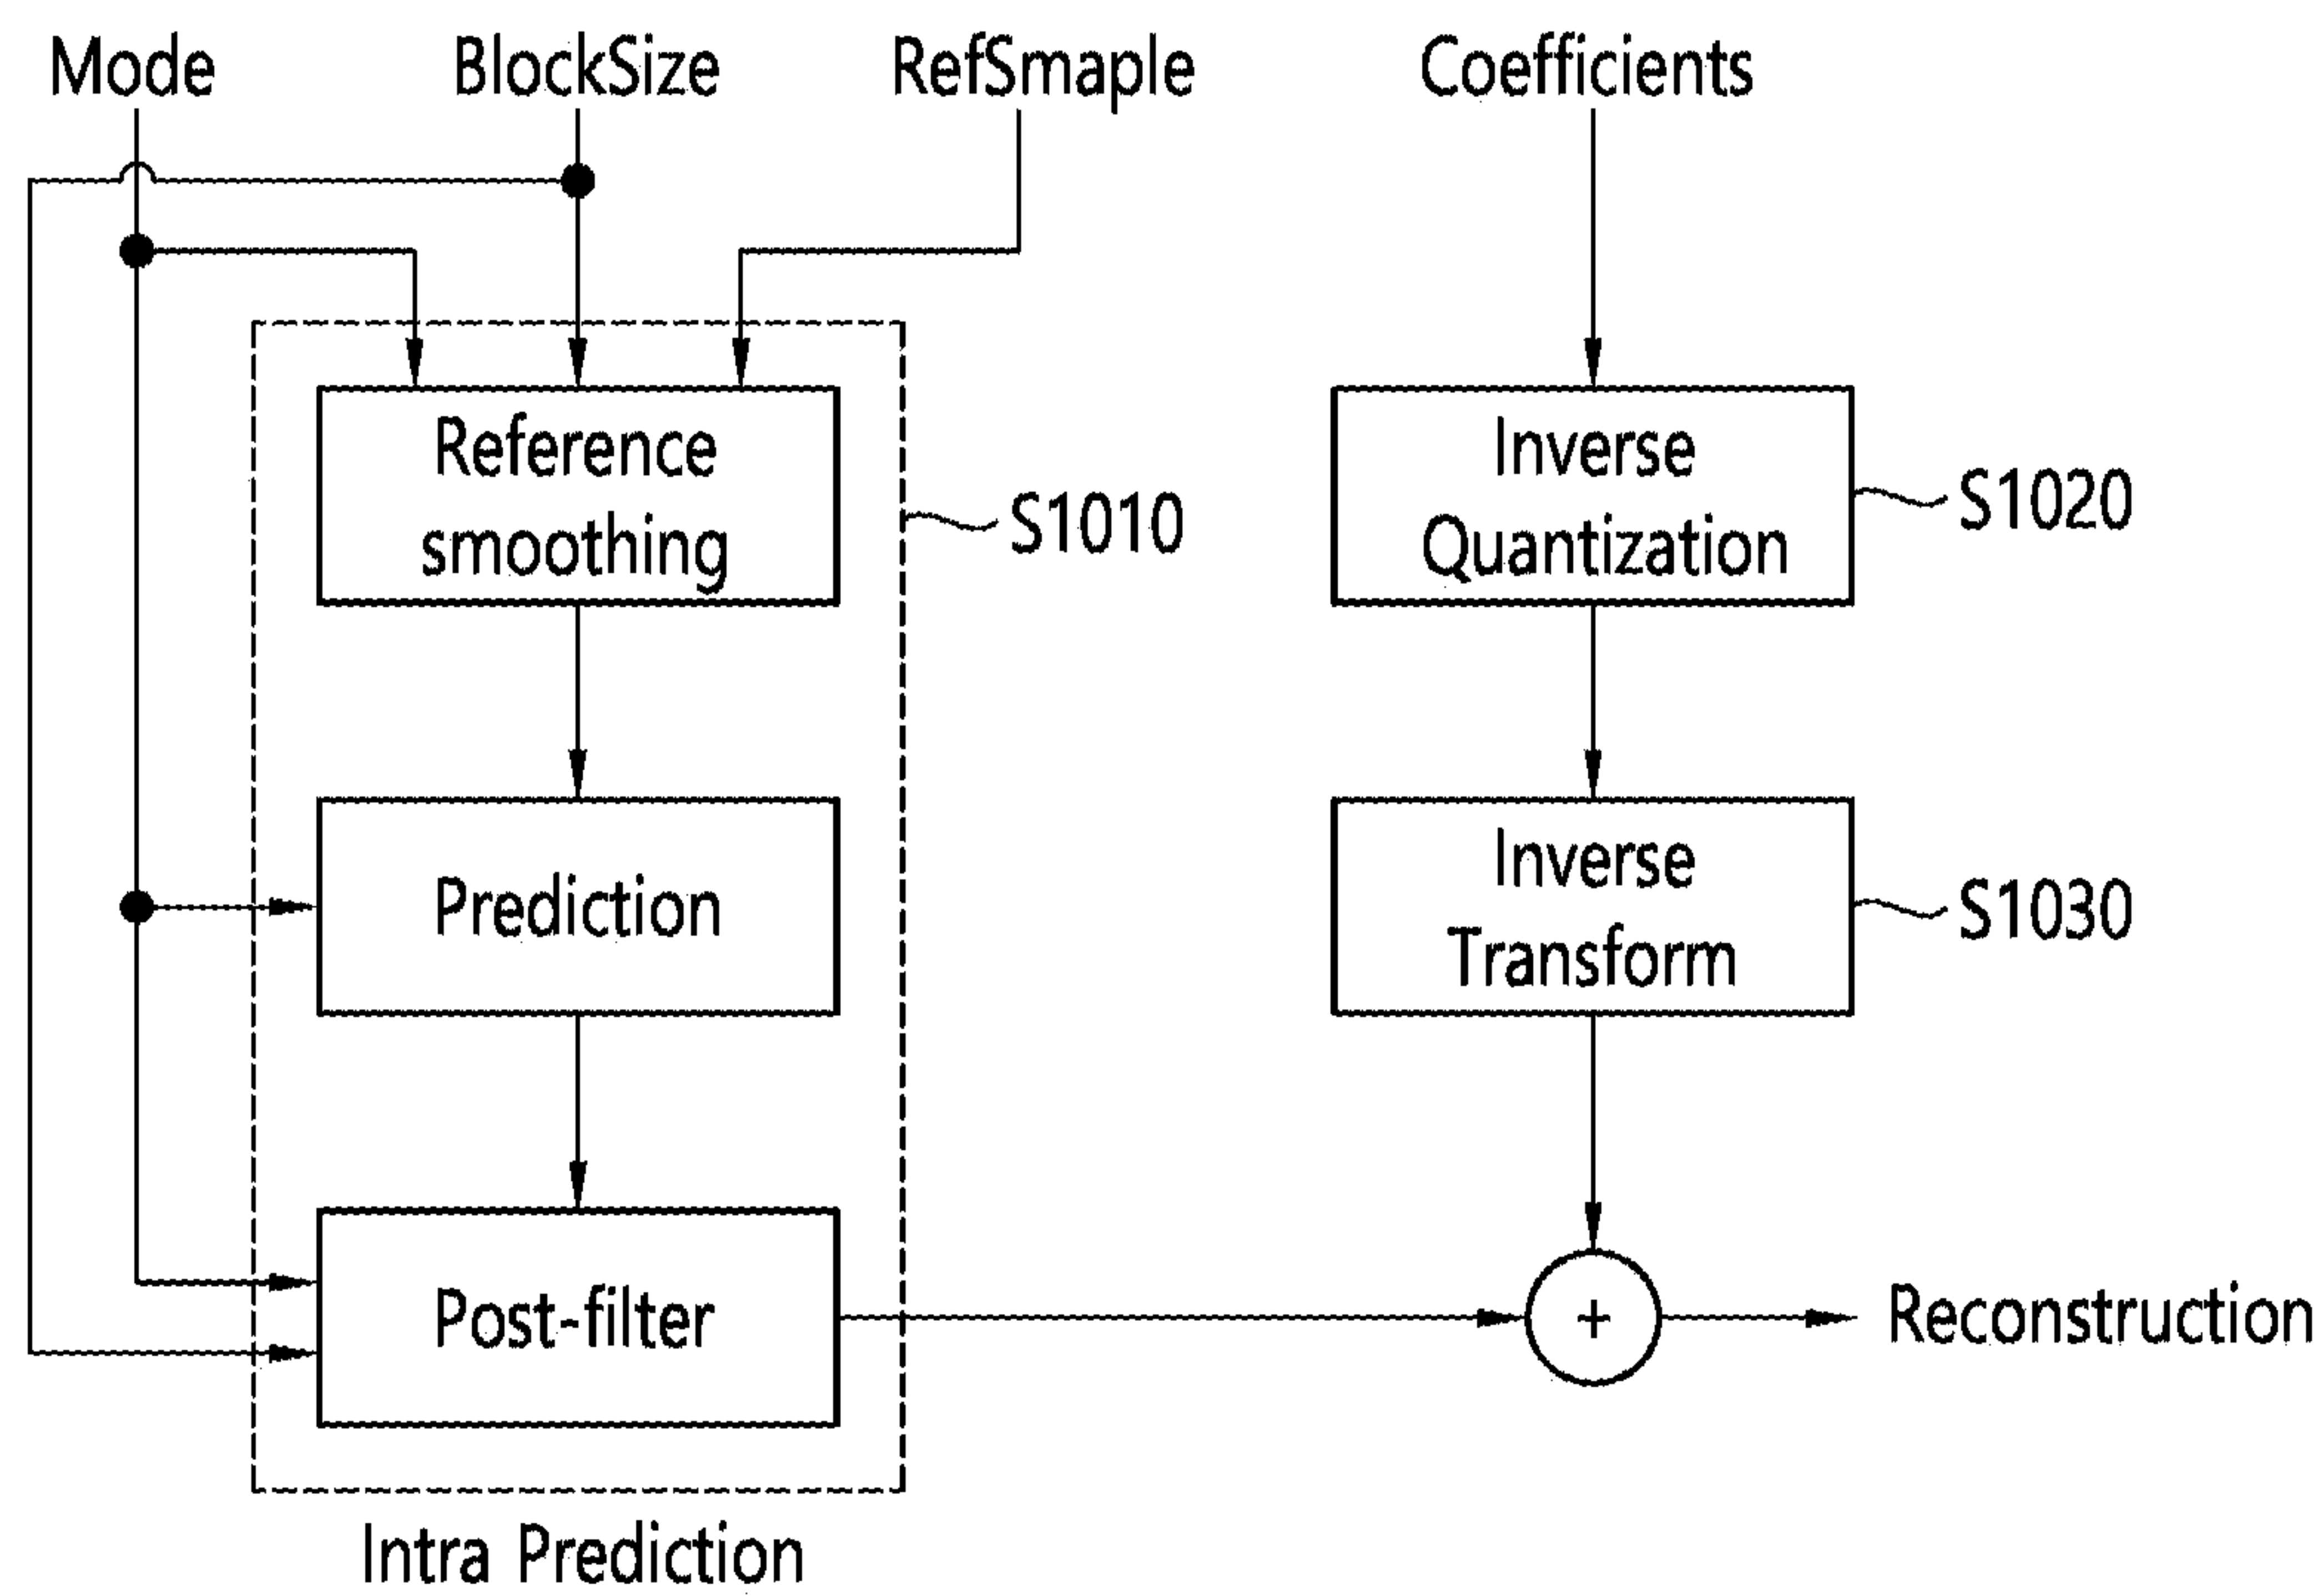 Mode
BlockSize
RefSmaple
Coefficients
Reference
smoothing
S1010
Inverse
Quantization
S1020
Prediction
Inverse
Transform
S1030
Post-filter
+
Reconstruction
Intra Prediction